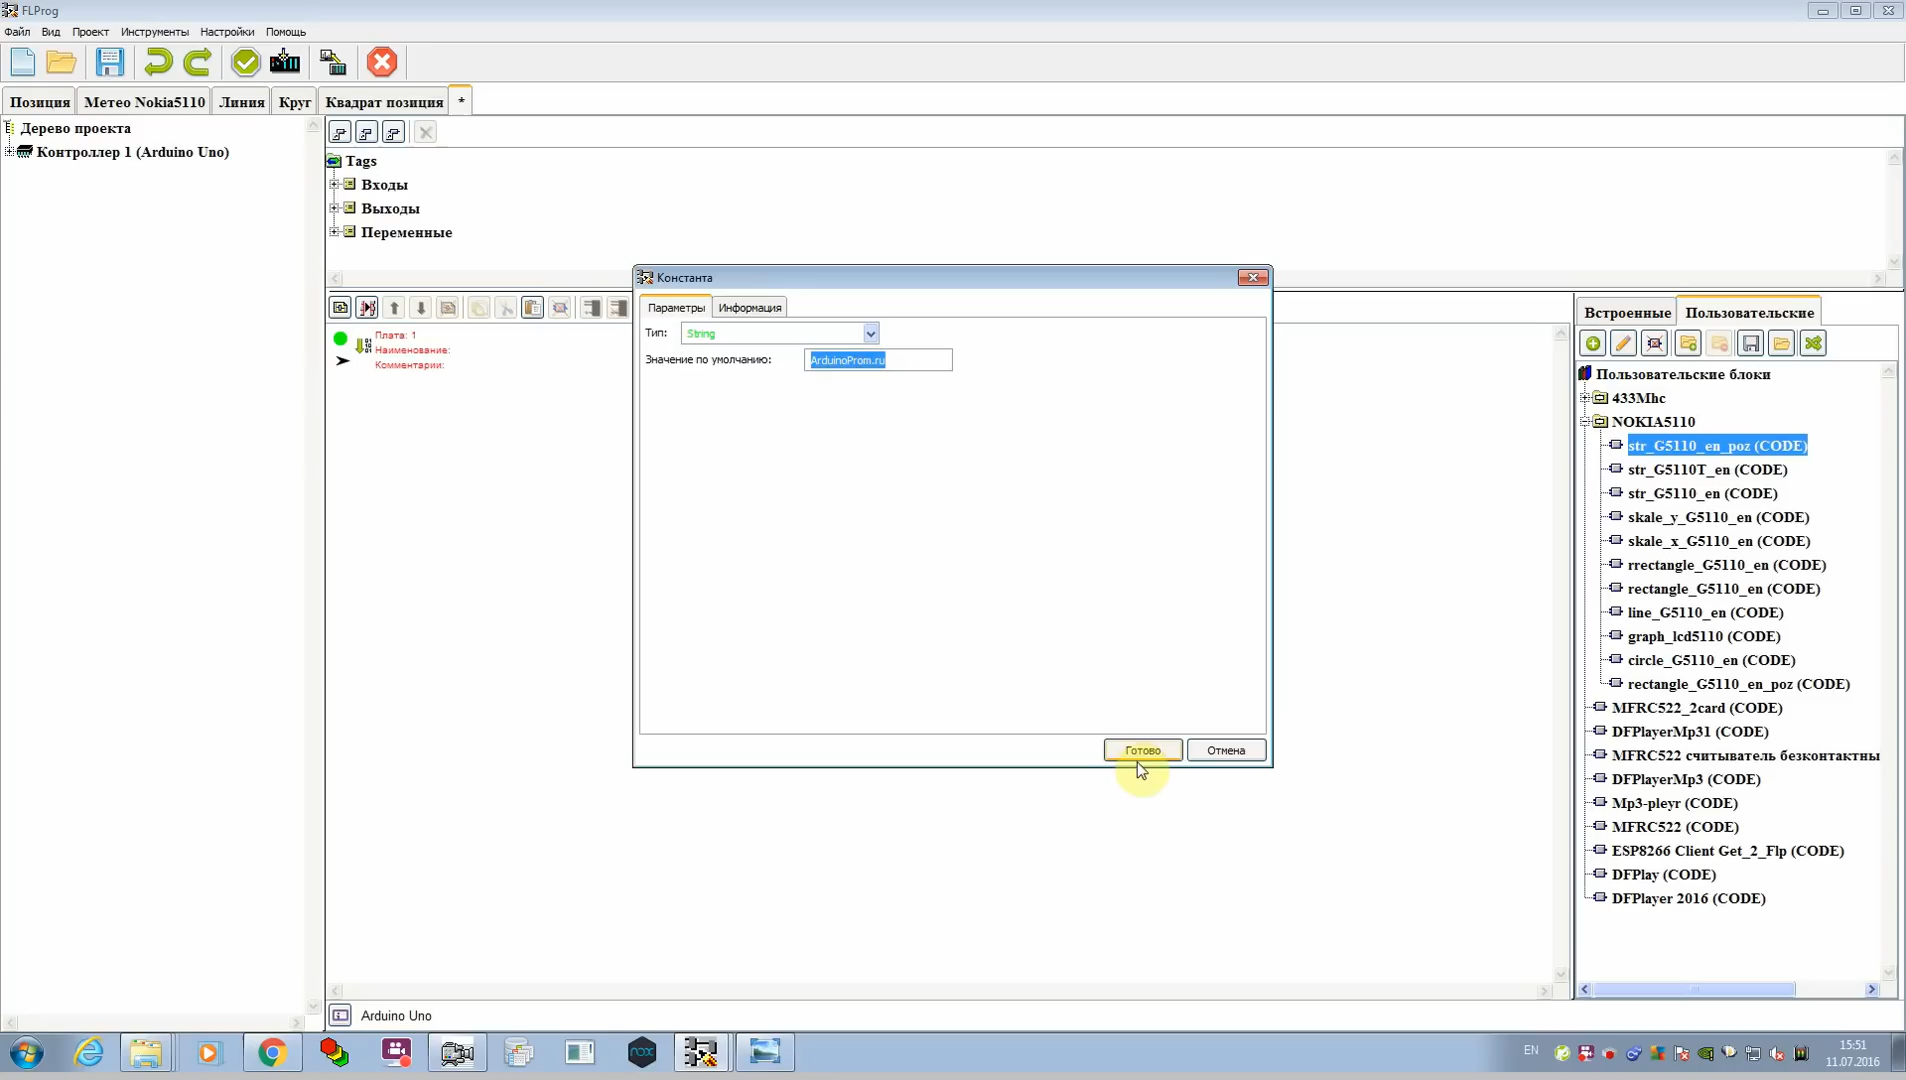 FLProg
Файл Вид Проект Инструменты Настройки Помощь
Позиция Метео Nokia5110 Линия Круг Квадрат позиция *
Дерево проекта
Контроллер 1 (Arduino Uno)
Tags
Входы
Выходы
Переменные
Плата: 1
Наименование:
Комментарии:
Константа
Параметры Информация
Тип: String
Значение по умолчанию: ArduinoProm.ru
Готово Отмена
Встроенные Пользовательские
Пользовательские блоки
433Mhc
NOKIA5110
str_G5110_en_poz (CODE)
str_G5110T_en (CODE)
str_G5110_en (CODE)
skale_y_G5110_en (CODE)
skale_x_G5110_en (CODE)
rrectangle_G5110_en (CODE)
rectangle_G5110_en (CODE)
line_G5110_en (CODE)
graph_lcd5110 (CODE)
circle_G5110_en (CODE)
rectangle_G5110_en_poz (CODE)
MFRC522_2card (CODE)
DFPlayerMp31 (CODE)
MFRC522 считыватель безконтактны
DFPlayerMp3 (CODE)
Mp3-pleyr (CODE)
MFRC522 (CODE)
ESP8266 Client Get_2_Flp (CODE)
DFPlay (CODE)
DFPlayer 2016 (CODE)
Arduino Uno
nox
EN
15:51
11.07.2016